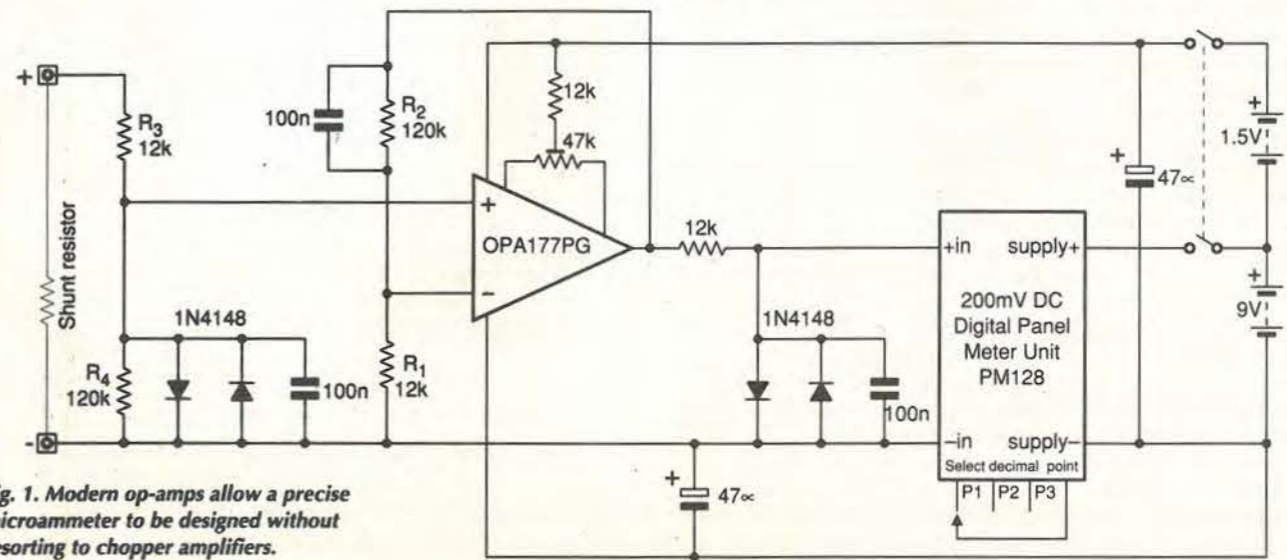 +
-
Shunt resistor
R3
12k
R4
120k
1N4148
100n
100n
R2
120k
R1
12k
12k
47k
+
−
OPA177PG
12k
1N4148
100n
+
47∝
+in
supply+
200mV DC
Digital Panel
Meter Unit
PM128
−in
supply−
Select decimal point
P1
P2
P3
+
47∝
+
1.5V
+
9V
ig. 1. Modern op-amps allow a precise
icroammeter to be designed without
esorting to chopper amplifiers.